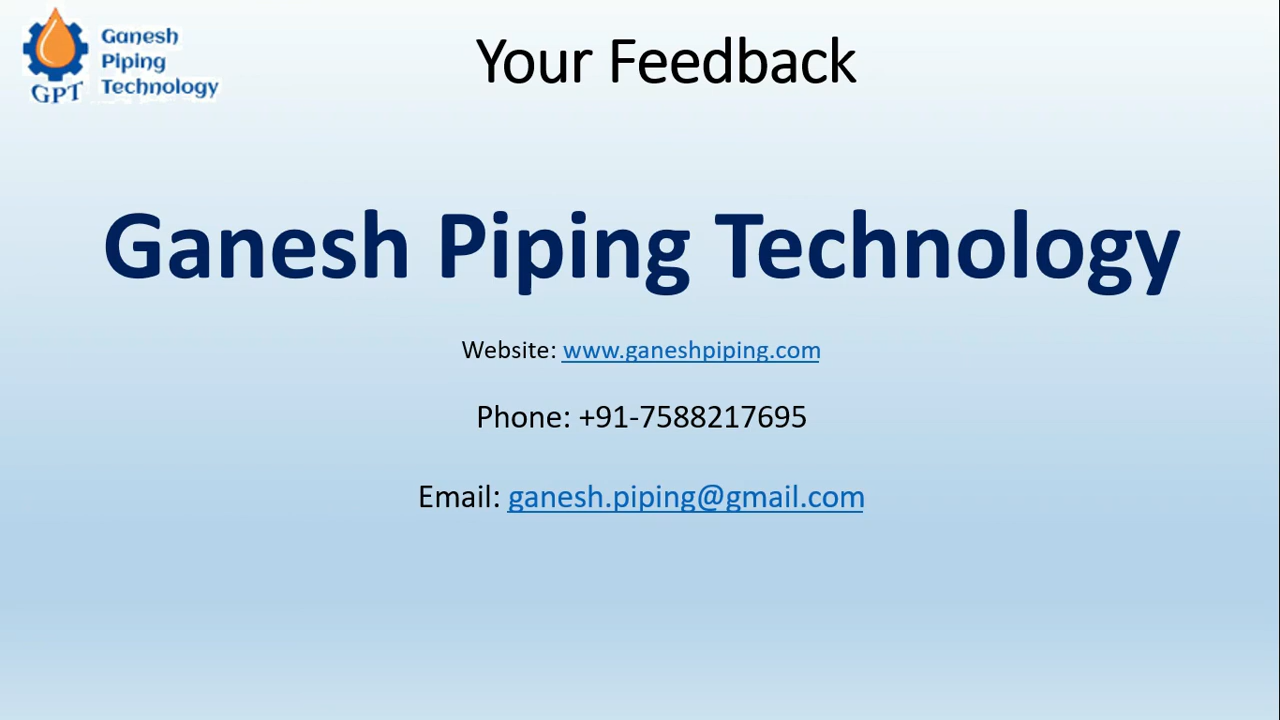 Ganesh
Piping
Technology
GPT
Your Feedback
Ganesh Piping Technology
Website: www.ganeshpiping.com
Phone: +91-7588217695
Email: ganesh.piping@gmail.com